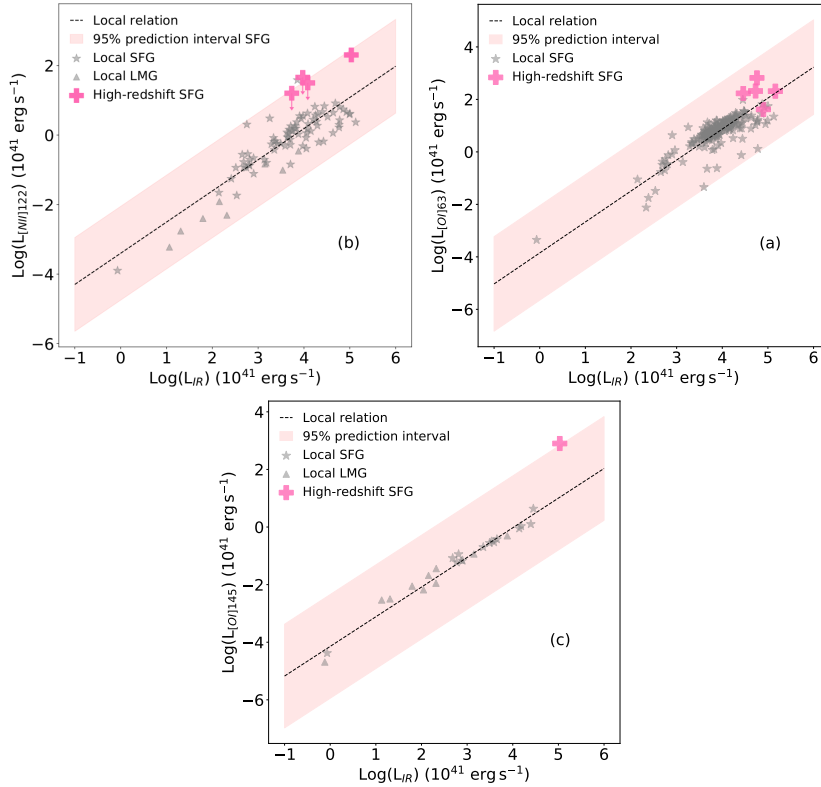 Local relation
95% prediction interval SFG
Local SFG
Local LMG
High-redshift SFG
2
0
−2
−4
−6
Log(L[NII]122) (10^41 erg s^−1)
(b)
−1 0 1 2 3 4 5 6
Log(L_IR) (10^41 erg s^−1)
Local relation
95% prediction interval
Local SFG
High-redshift SFG
4
2
0
−2
−4
−6
Log(L[OI]63) (10^41 erg s^−1)
(a)
−1 0 1 2 3 4 5 6
Log(L_IR) (10^41 erg s^−1)
Local relation
95% prediction interval
Local SFG
Local LMG
High-redshift SFG
4
2
0
−2
−4
−6
Log(L[OI]145) (10^41 erg s^−1)
(c)
−1 0 1 2 3 4 5 6
Log(L_IR) (10^41 erg s^−1)